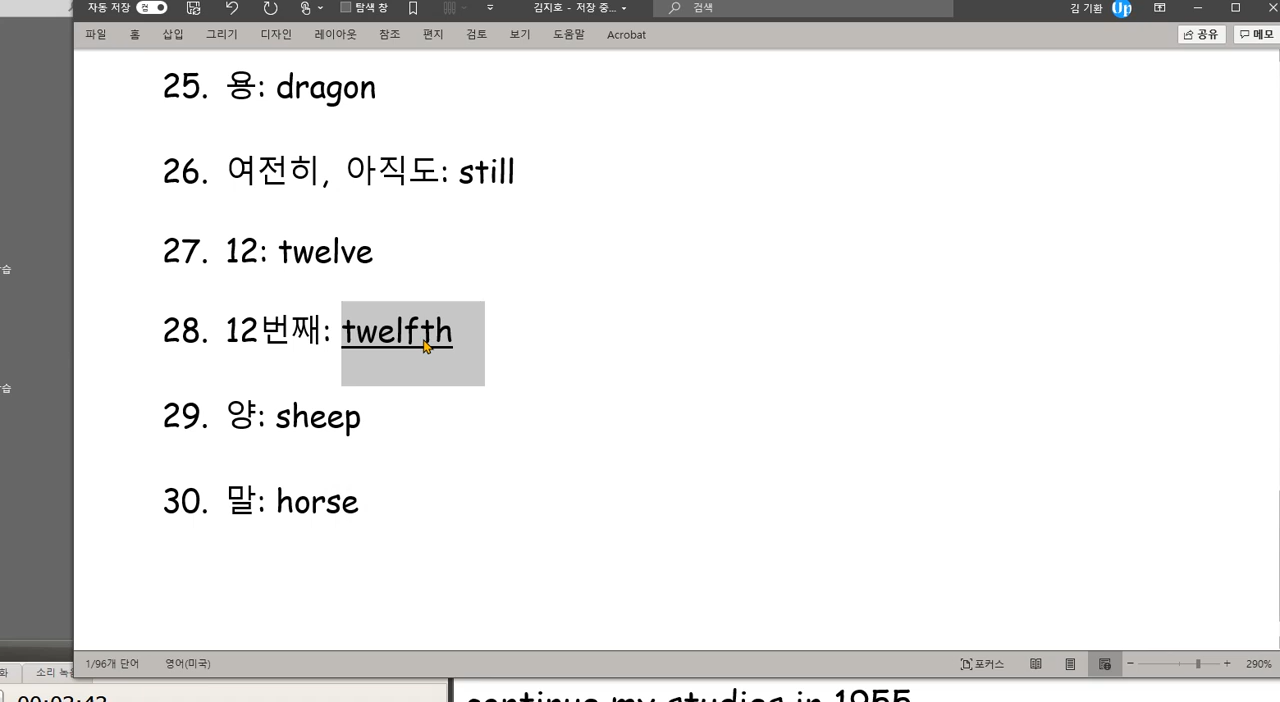 자동 저장 켬 탐색 창 김지호 - 저장 중... 검색 김 기환 Up
파일 홈 삽입 그리기 디자인 레이아웃 참조 편지 검토 보기 도움말 Acrobat 공유 메모
25. 용: dragon
26. 여전히, 아직도: still
27. 12: twelve
28. 12번째: twelfth
29. 양: sheep
30. 말: horse
1/96개 단어 영어(미국) 포커스 290%
소리
continue my studies in 1955